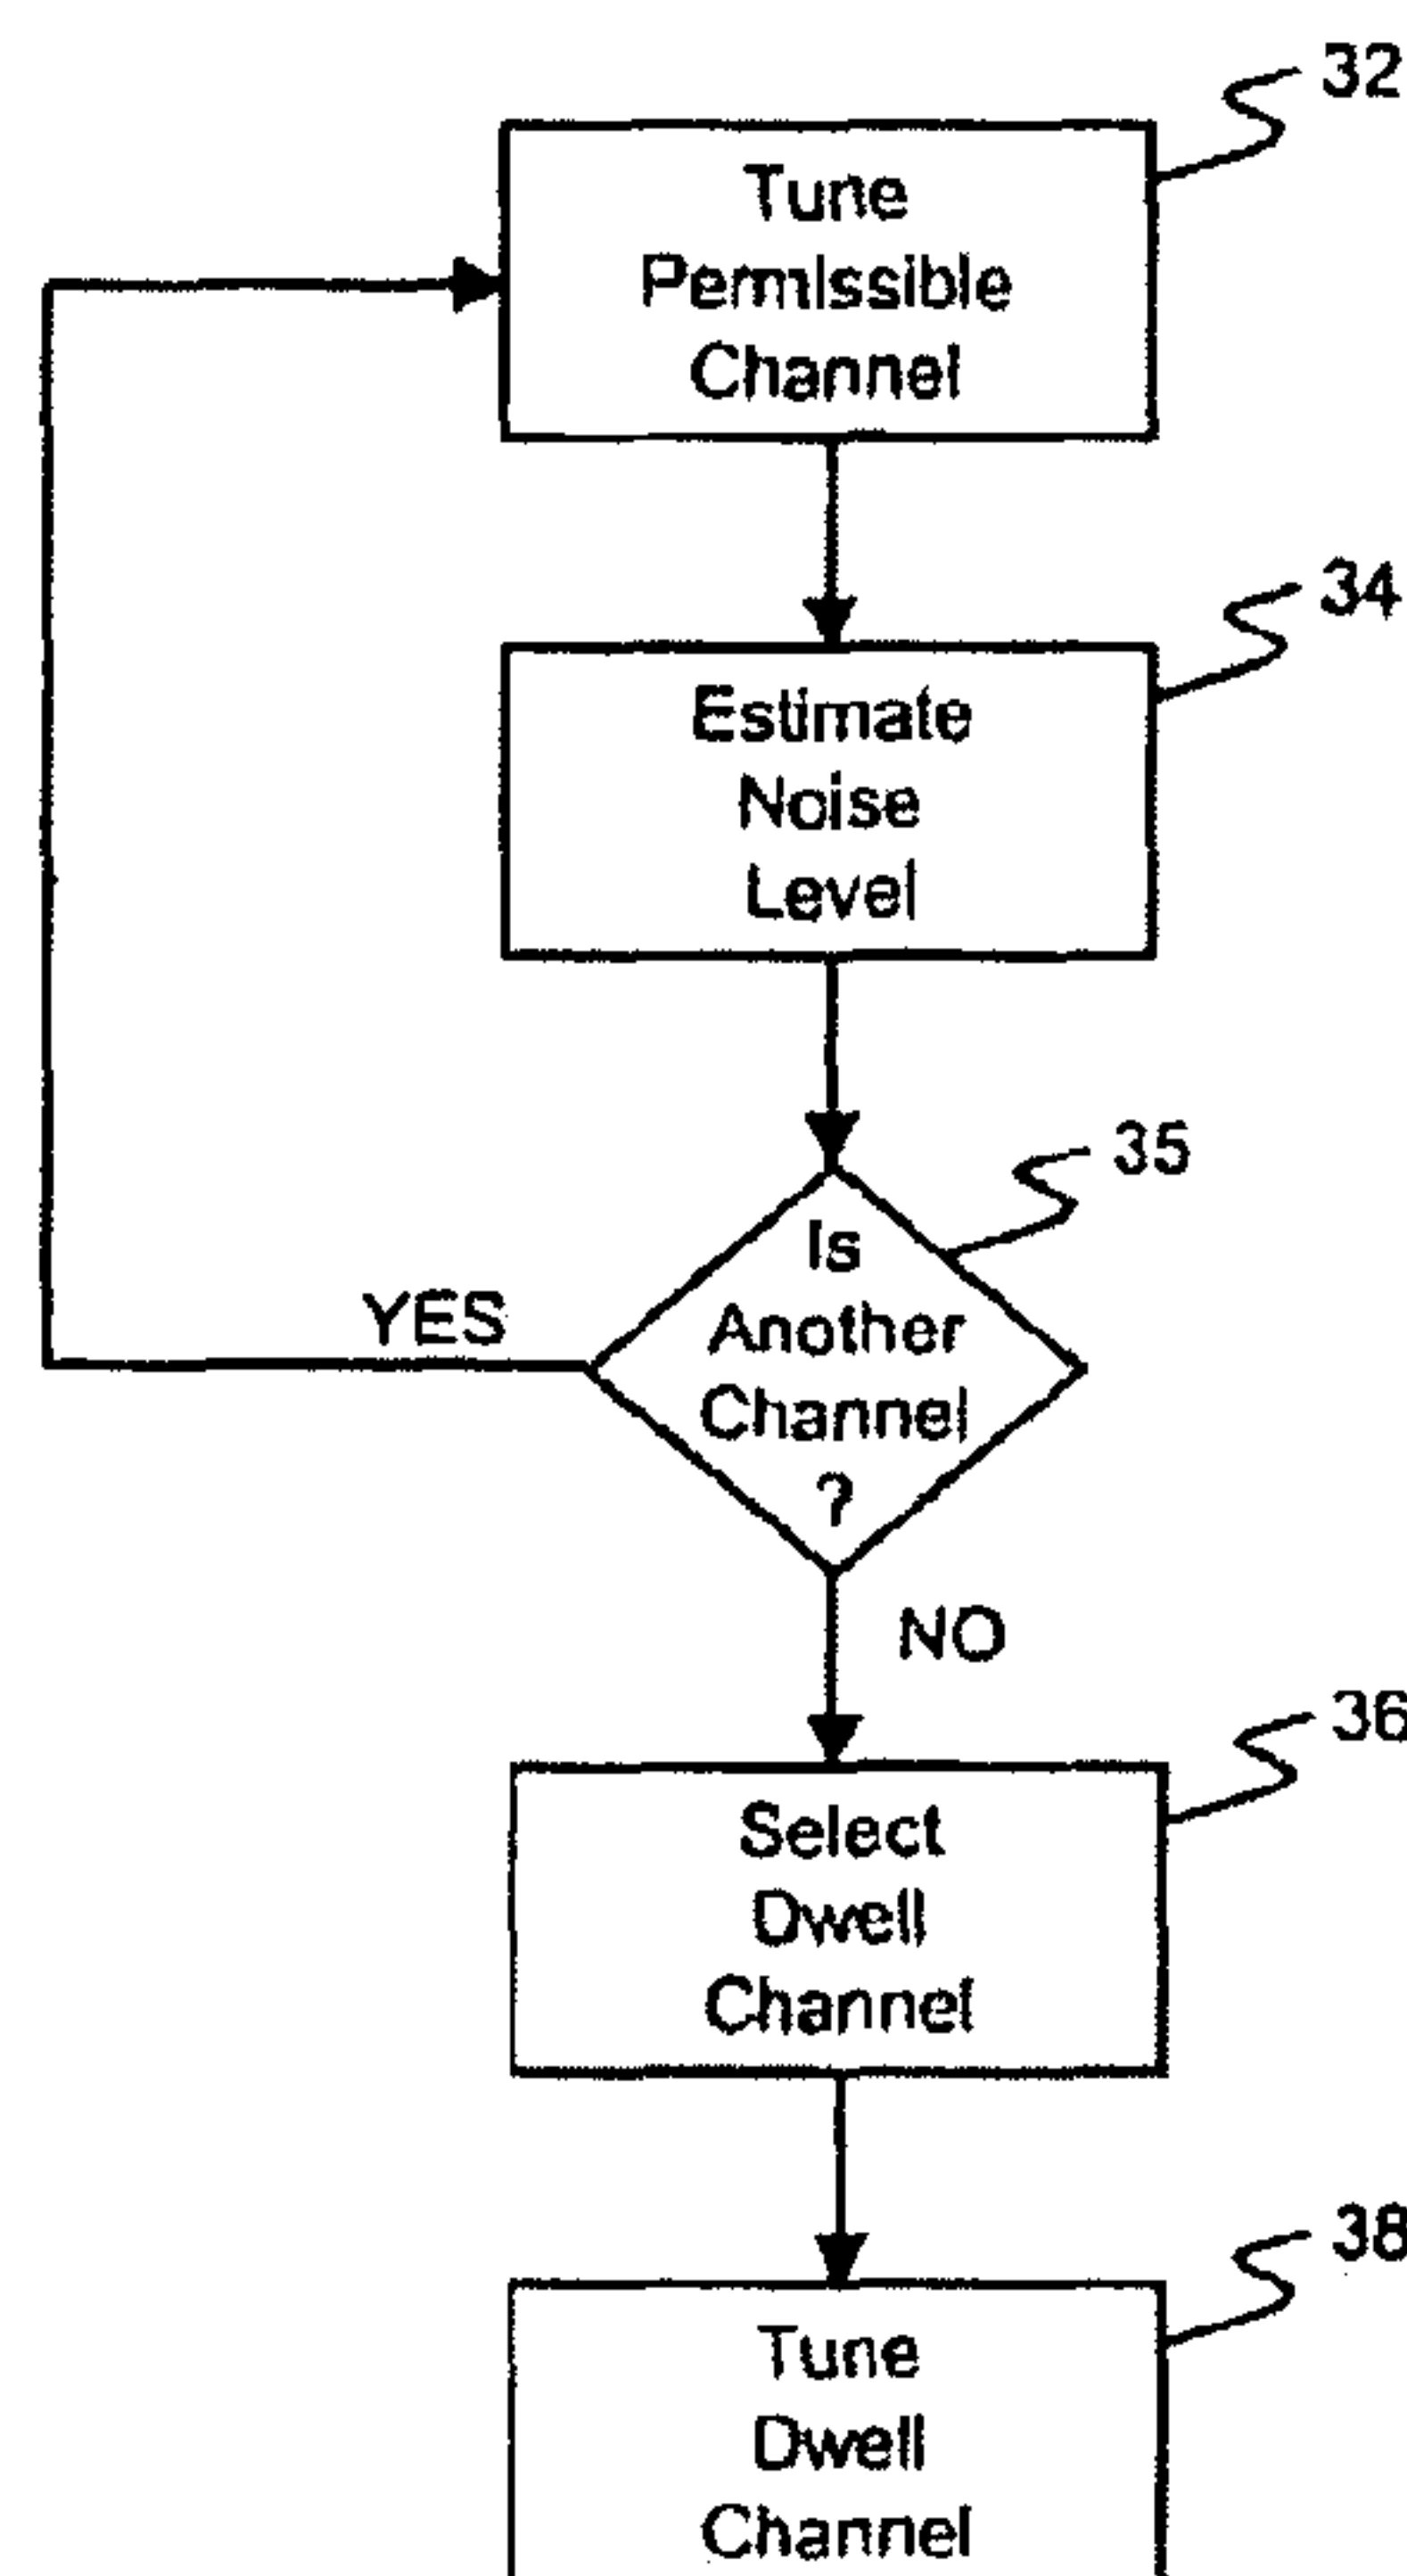 32
Tune
Permissible
Channel
34
Estimate
Noise
Level
35
Is
Another
Channel
?
YES
NO
36
Select
Dwell
Channel
38
Tune
Dwell
Channel